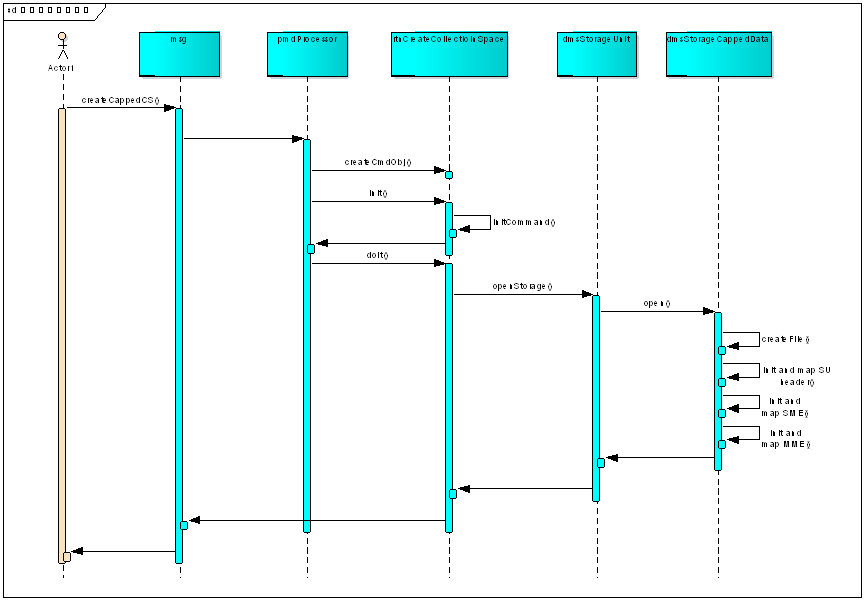 sd
msg
pmdProcessor
rtnCreateCollectionSpace
dmsStorageUnit
dmsStorageCappedData
Actor1
createCappedCS()
createCmdObj()
init()
initCommand()
doit()
openStorage()
open()
createFile()
init and map SU
header()
init and
map SME()
init and
map MME()